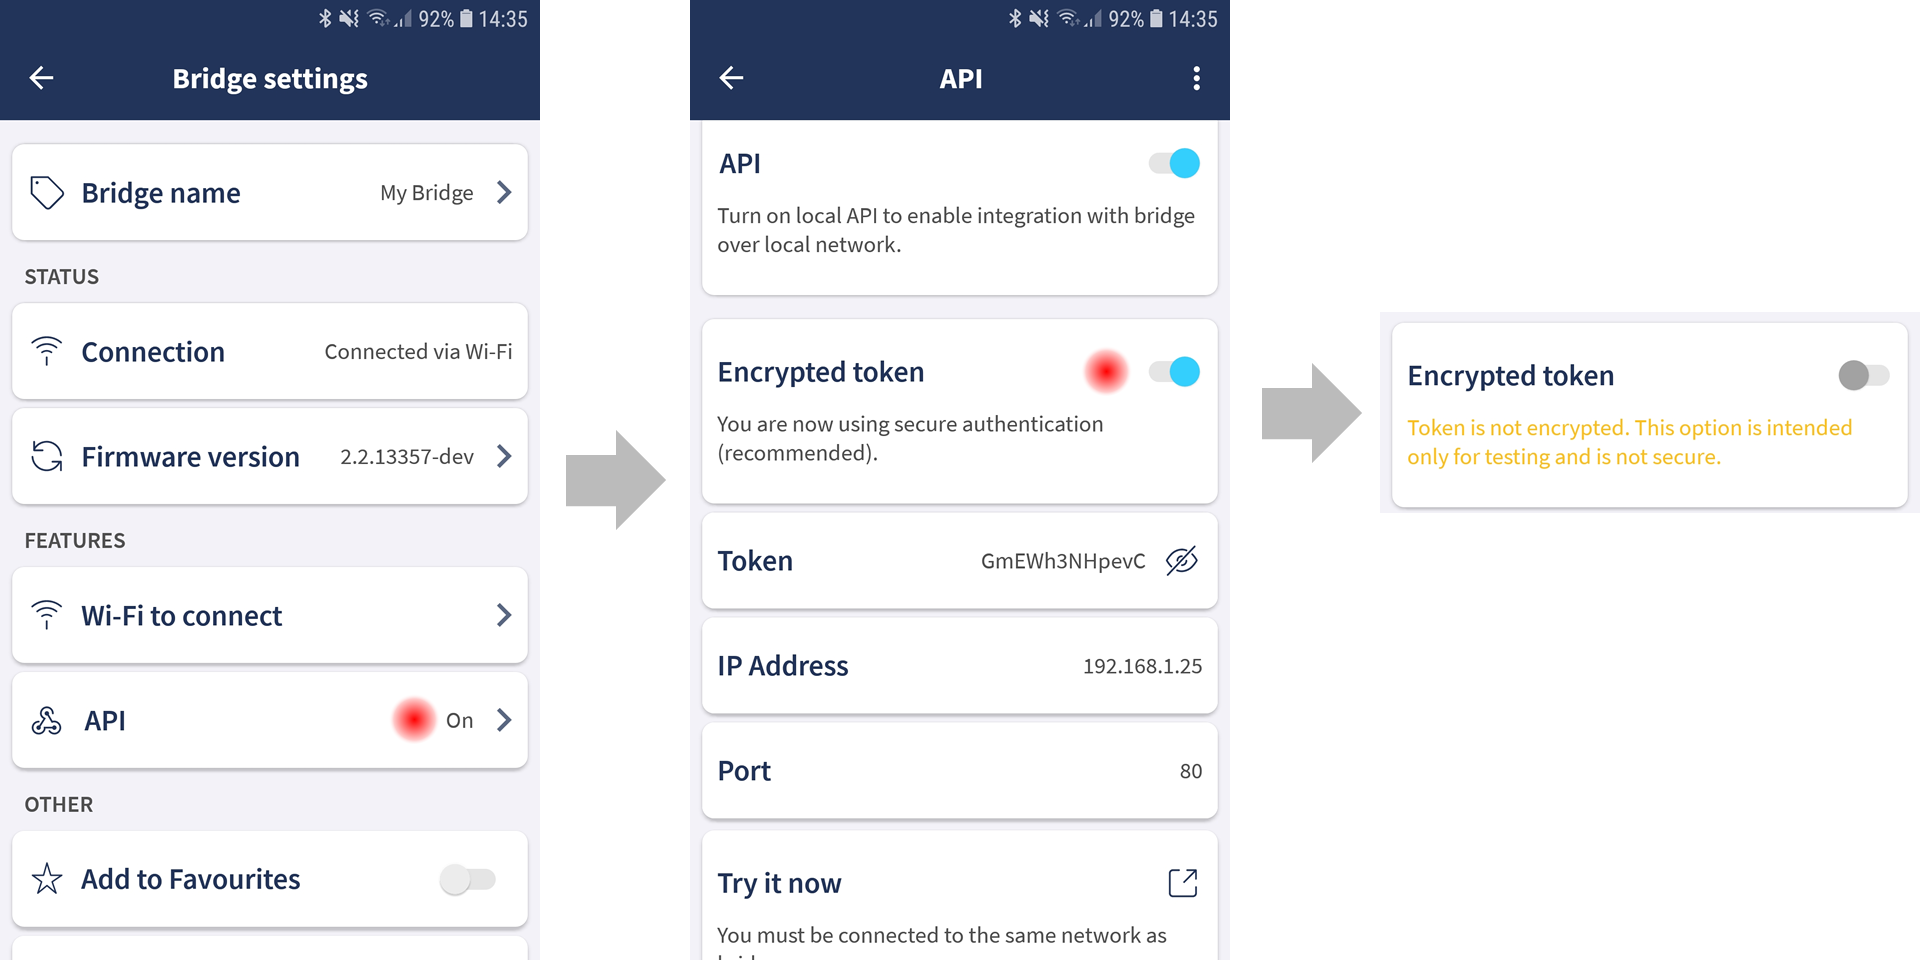 92% 14:35
Bridge settings
Bridge name My Bridge
STATUS
Connection Connected via Wi-Fi
Firmware version 2.2.13357-dev
FEATURES
Wi-Fi to connect
API On
OTHER
Add to Favourites
92% 14:35
API
API
Turn on local API to enable integration with bridge
over local network.
Encrypted token
You are now using secure authentication
(recommended).
Token GmEWh3NHpevC
IP Address 192.168.1.25
Port 80
Try it now
You must be connected to the same network as
Encrypted token
Token is not encrypted. This option is intended
only for testing and is not secure.